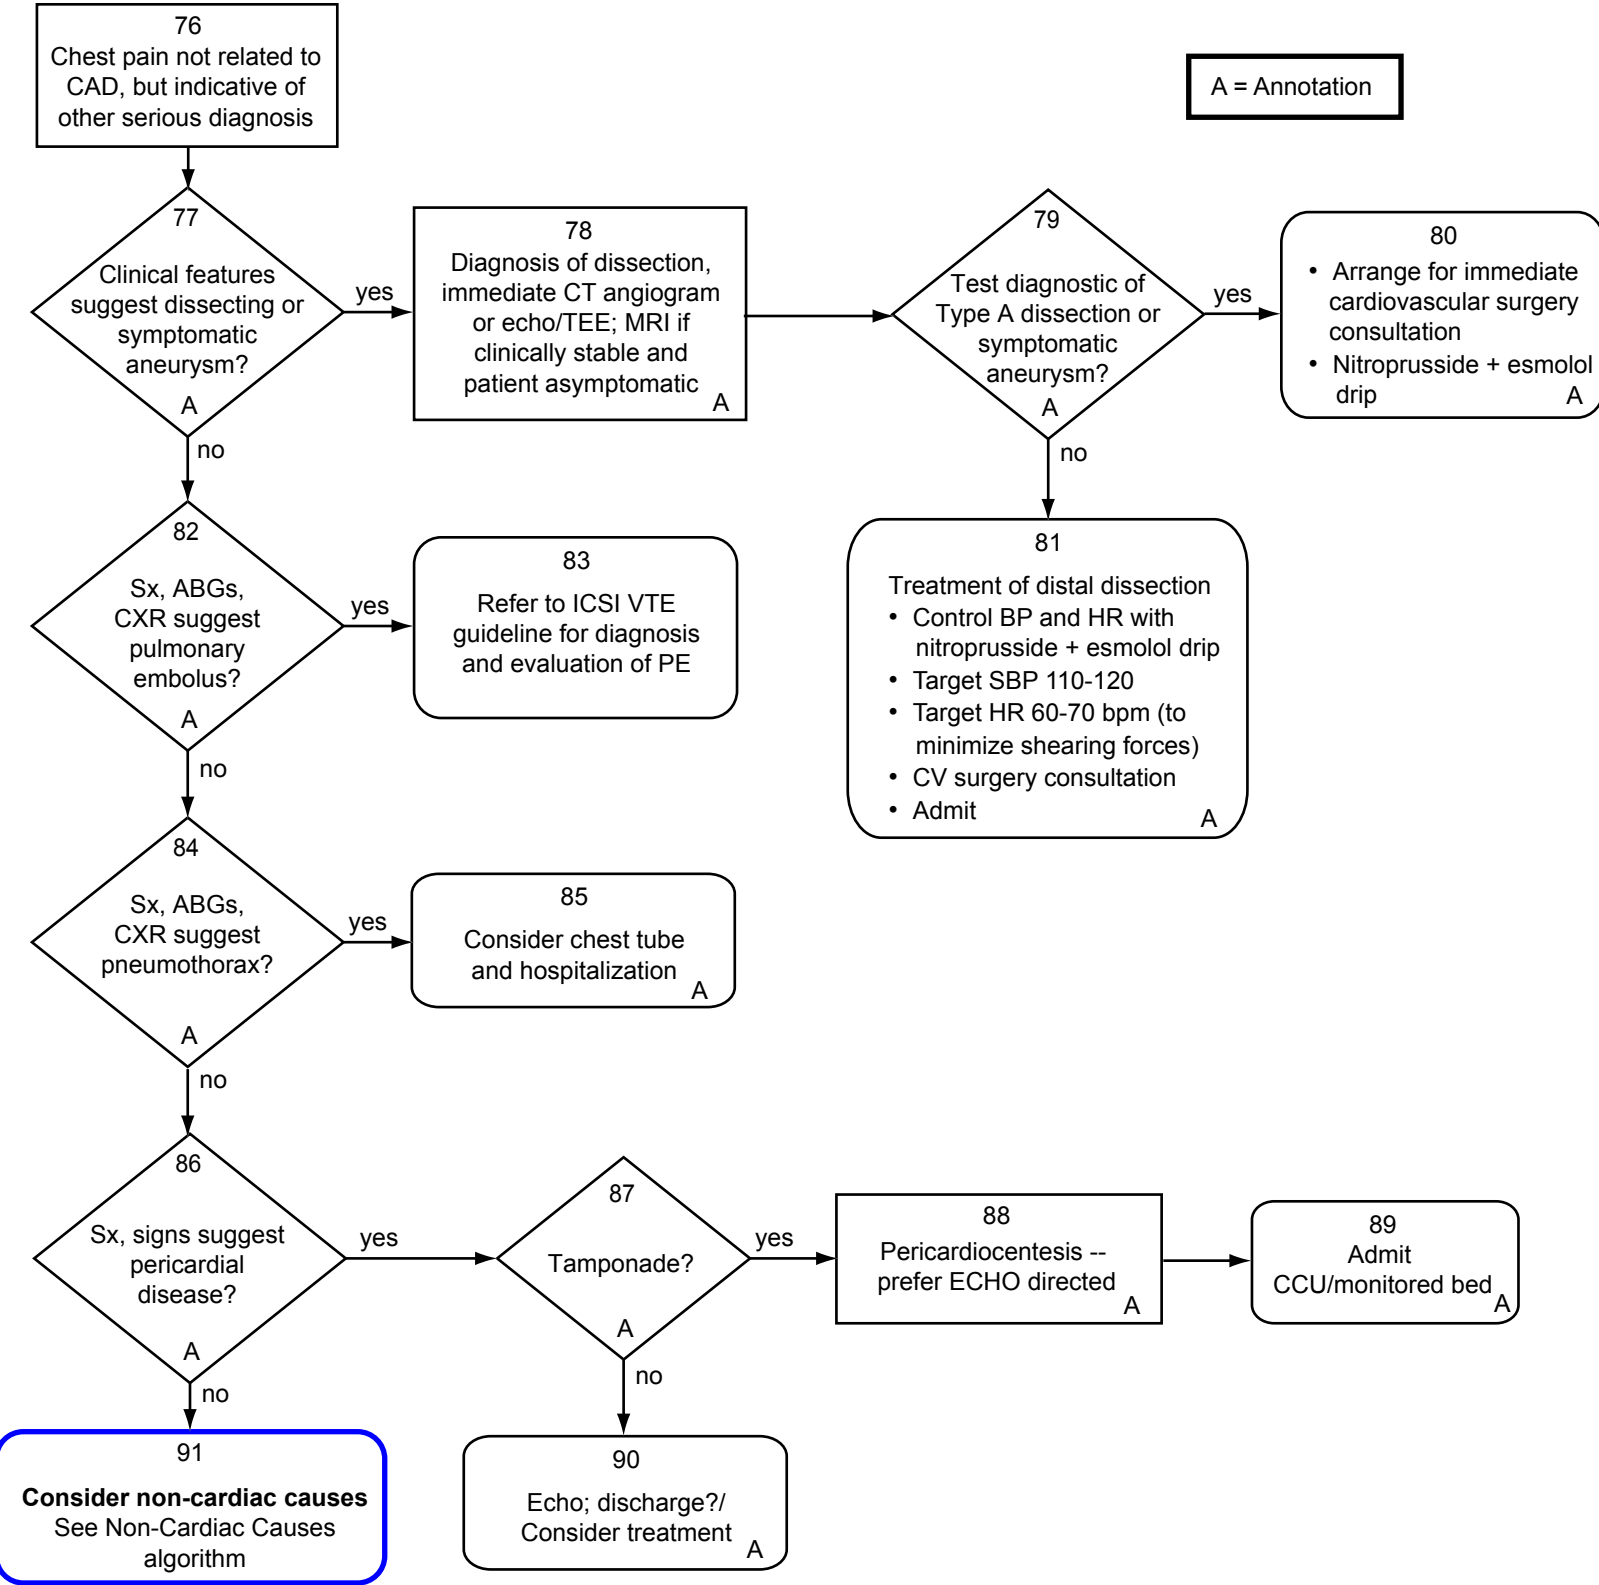 76
Chest pain not related to
CAD, but indicative of
other serious diagnosis
A = Annotation
77
Clinical features
suggest dissecting or
symptomatic
aneurysm?
A
yes
no
78
Diagnosis of dissection,
immediate CT angiogram
or echo/TEE; MRI if
clinically stable and
patient asymptomatic
A
79
Test diagnostic of
Type A dissection or
symptomatic
aneurysm?
A
yes
no
80
• Arrange for immediate
cardiovascular surgery
consultation
• Nitroprusside + esmolol
drip
A
81
Treatment of distal dissection
• Control BP and HR with
nitroprusside + esmolol drip
• Target SBP 110-120
• Target HR 60-70 bpm (to
minimize shearing forces)
• CV surgery consultation
• Admit
A
82
Sx, ABGs,
CXR suggest
pulmonary
embolus?
A
yes
no
83
Refer to ICSI VTE
guideline for diagnosis
and evaluation of PE
84
Sx, ABGs,
CXR suggest
pneumothorax?
A
yes
no
85
Consider chest tube
and hospitalization
A
86
Sx, signs suggest
pericardial
disease?
A
yes
no
87
Tamponade?
A
yes
no
88
Pericardiocentesis --
prefer ECHO directed
A
89
Admit
CCU/monitored bed
A
90
Echo; discharge?/
Consider treatment
A
91
Consider non-cardiac causes
See Non-Cardiac Causes
algorithm